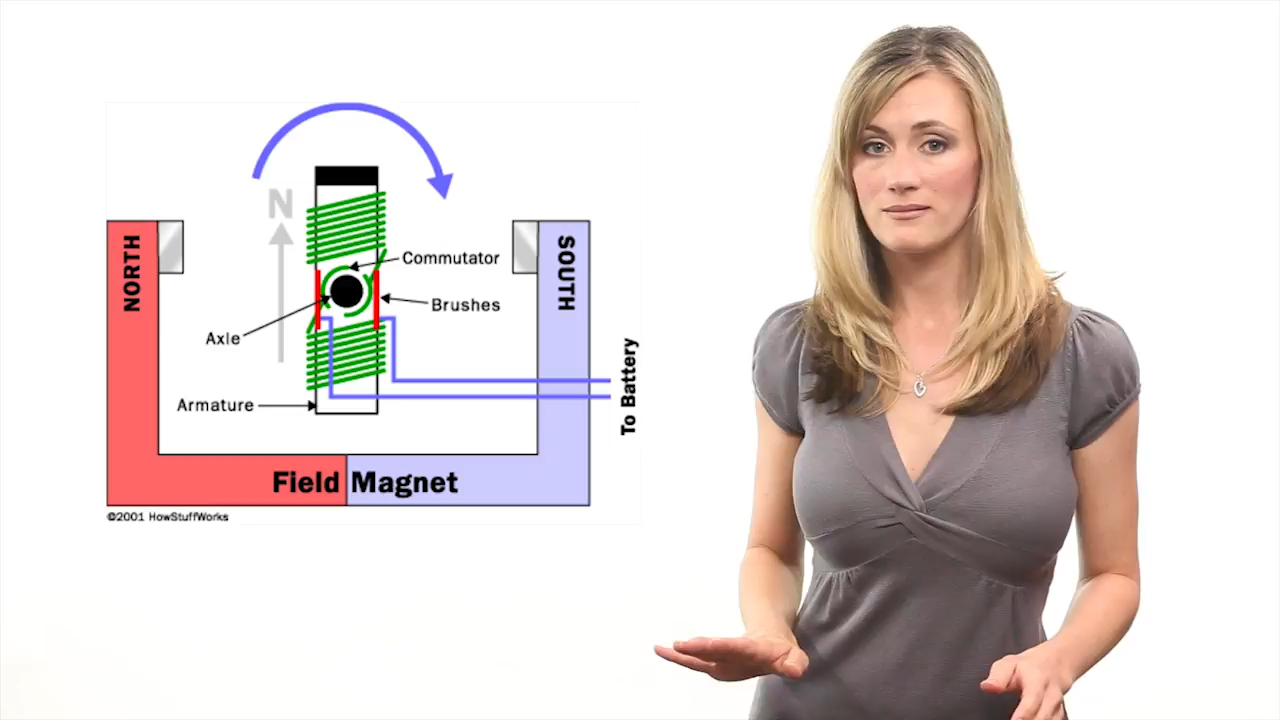 N
NORTH
SOUTH
Commutator
Brushes
Axle
Armature
To Battery
Field Magnet
©2001 HowStuffWorks